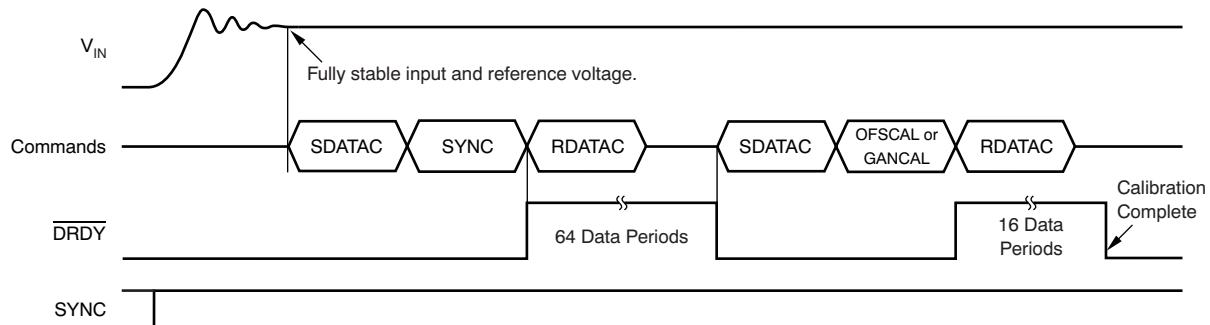 VIN
Fully stable input and reference voltage.
Commands
SDATAC
SYNC
RDATAC
SDATAC
OFSCAL or
GANCAL
RDATAC
DRDY
64 Data Periods
16 Data
Periods
Calibration
Complete
SYNC